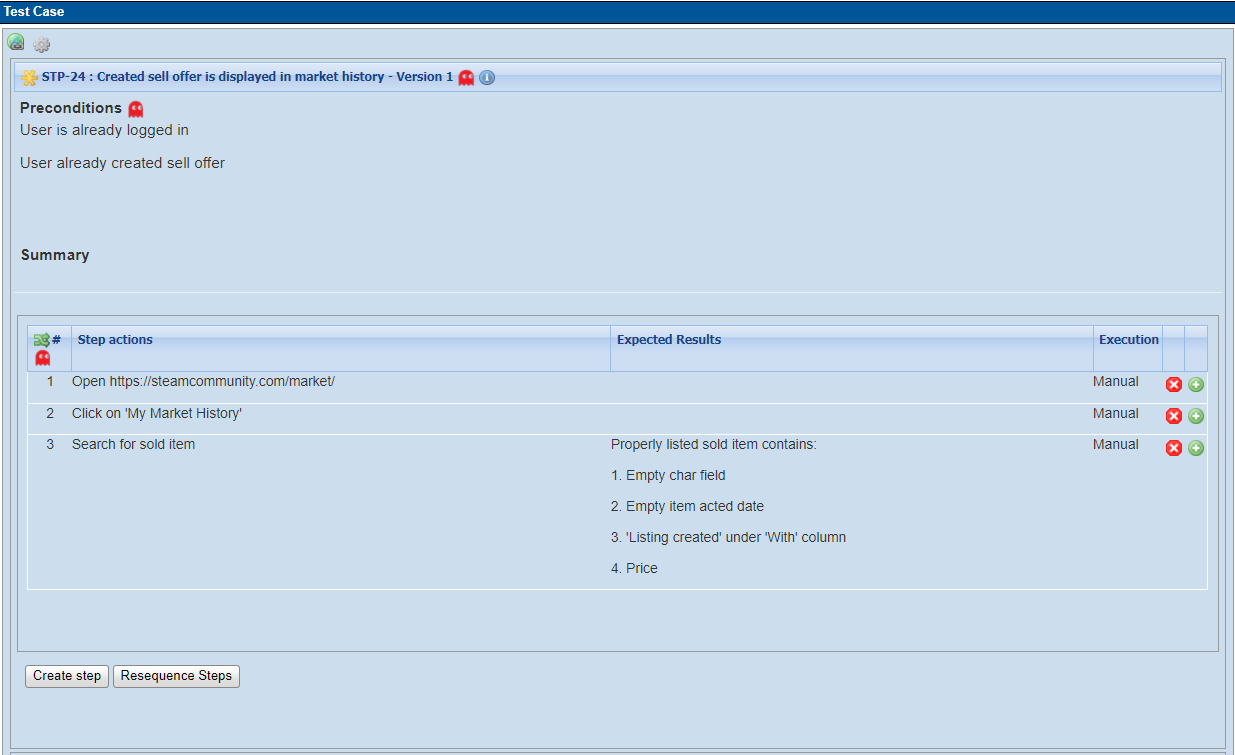 Test Case
STP-24 : Created sell offer is displayed in market history - Version 1
Preconditions
User is already logged in
User already created sell offer
Summary
# Step actions Expected Results Execution
1 Open https://steamcommunity.com/market/ Manual
2 Click on 'My Market History' Manual
3 Search for sold item Properly listed sold item contains: Manual
1. Empty char field
2. Empty item acted date
3. 'Listing created' under 'With' column
4. Price
Create step Resequence Steps